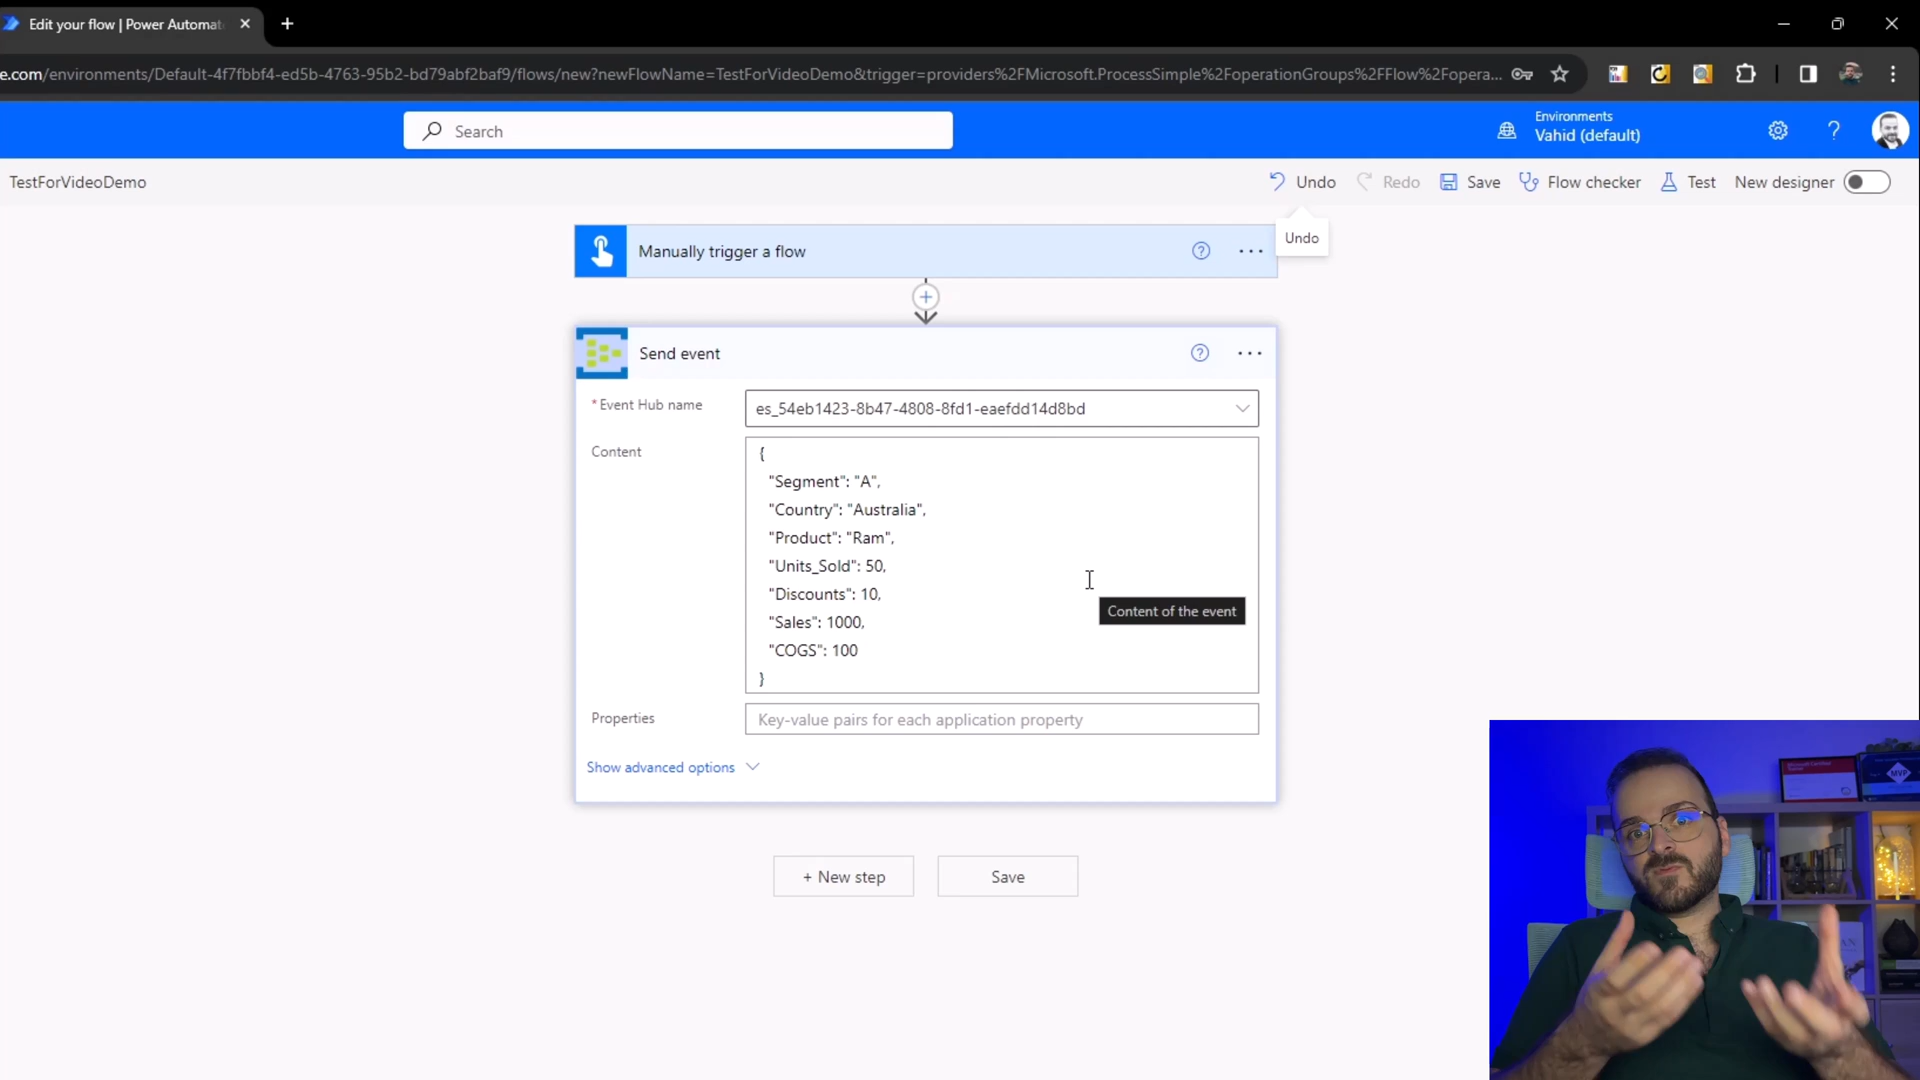 Edit your flow | Power Automat
e.com/environments/Default-4f7fbbf4-ed5b-4763-95b2-bd79abf2baf9/flows/new?newFlowName=TestForVideoDemo&trigger=providers%2FMicrosoft.ProcessSimple%2FoperationGroups%2FFlow%2Fopera...
Search
Environments
Vahid (default)
TestForVideoDemo
Undo
Redo
Save
Flow checker
Test
New designer
Undo
Manually trigger a flow
Send event
*Event Hub name
es_54eb1423-8b47-4808-8fd1-eaefdd14d8bd
Content
{
"Segment": "A",
"Country": "Australia",
"Product": "Ram",
"Units_Sold": 50,
"Discounts": 10,
"Sales": 1000,
"COGS": 100
}
Content of the event
Properties
Key-value pairs for each application property
Show advanced options
+ New step
Save
MVP